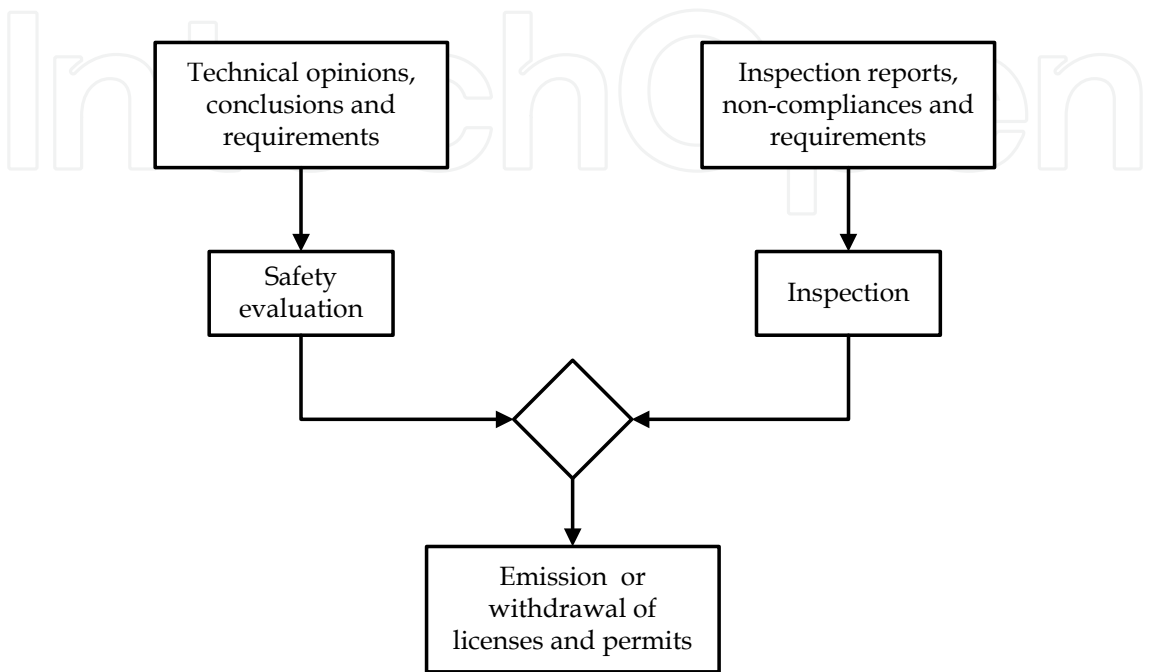 IntechOpen
Technical opinions,
conclusions and
requirements
Inspection reports,
non-compliances and
requirements
Safety
evaluation
Inspection
Emission or
withdrawal of
licenses and permits